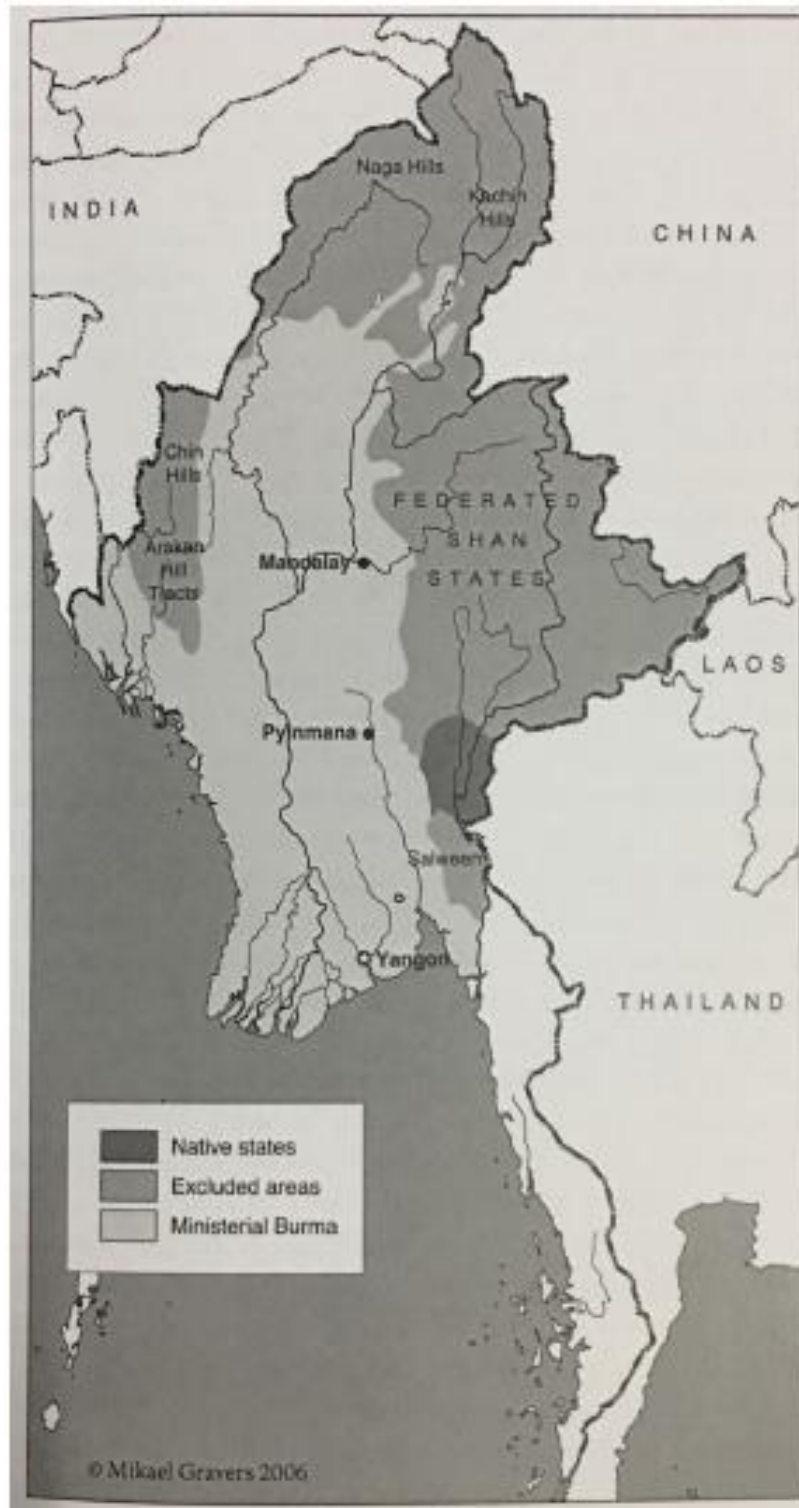 Naga Hills
Kachin
Hills
INDIA
CHINA
Chin
Hills
FEDERATED
SHAN
STATES
Arakan
Hill
Tracts
Mandalay
LAOS
Pyinmana
Salween
Yangon
THAILAND
Native states
Excluded areas
Ministerial Burma
© Mikael Gravers 2006